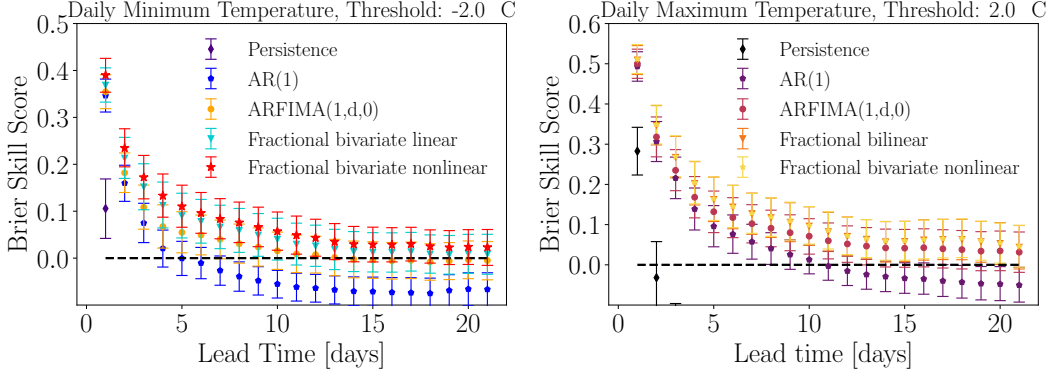 Daily Minimum Temperature, Threshold: -2.0 C
Brier Skill Score
0.5
0.4
0.3
0.2
0.1
0.0
Persistence
AR(1)
ARFIMA(1,d,0)
Fractional bivariate linear
Fractional bivariate nonlinear
0 5 10 15 20
Lead Time [days]
Daily Maximum Temperature, Threshold: 2.0 C
Brier Skill Score
0.6
0.5
0.4
0.3
0.2
0.1
0.0
Persistence
AR(1)
ARFIMA(1,d,0)
Fractional bilinear
Fractional bivariate nonlinear
0 5 10 15 20
Lead time [days]